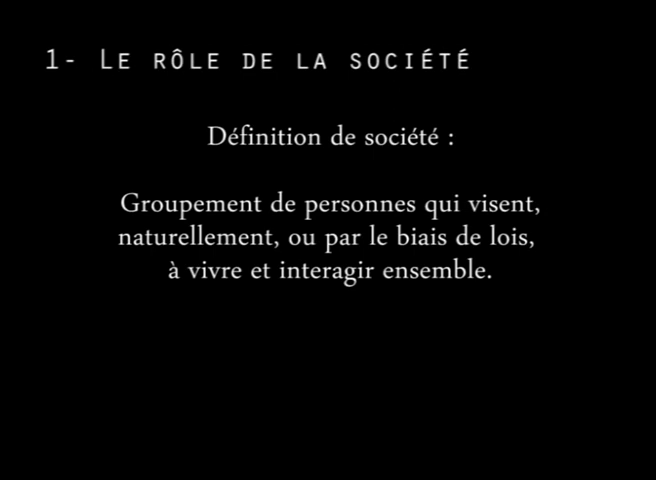 1- Le rôle de la société
Définition de société :
Groupement de personnes qui visent,
naturellement, ou par le biais de lois,
à vivre et interagir ensemble.